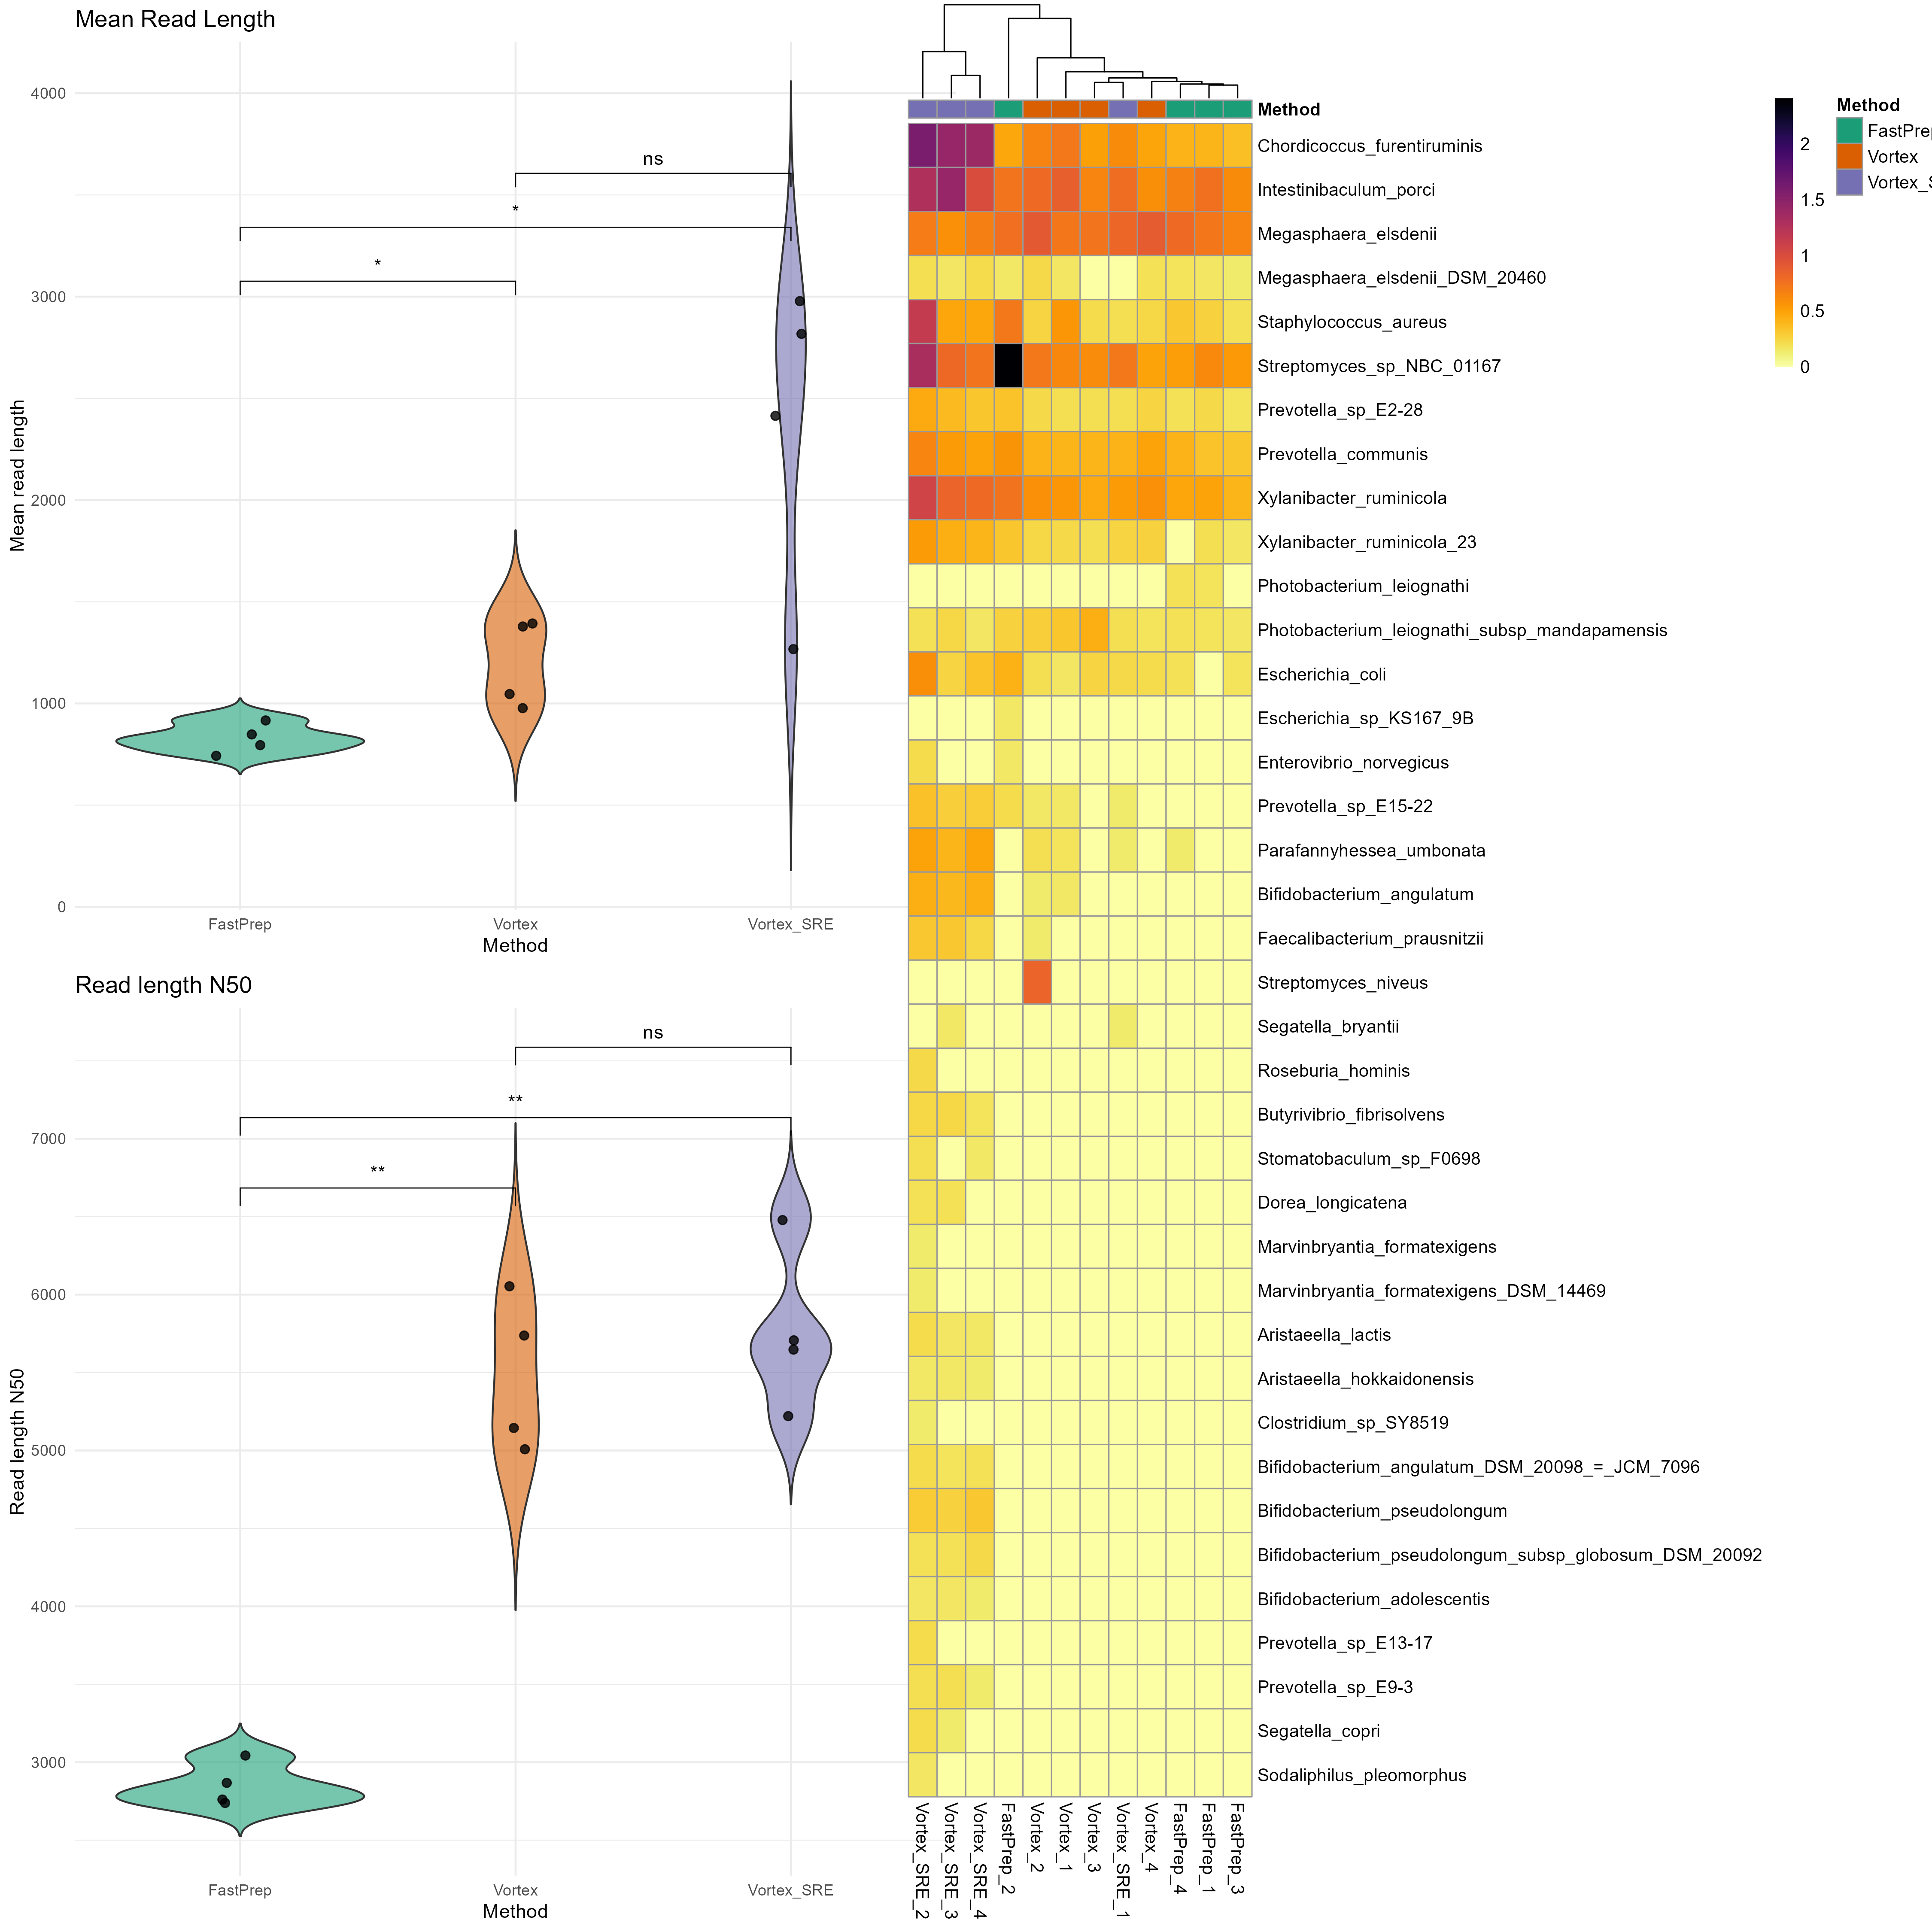 Mean Read Length
Mean read length
4000
3000
2000
1000
0
ns
*
*
FastPrep
Vortex
Vortex_SRE
Method
Read length N50
Read length N50
7000
6000
5000
4000
3000
ns
**
**
FastPrep
Vortex
Vortex_SRE
Method
Method
Chordicoccus_furentiruminis
Intestinibaculum_porci
Megasphaera_elsdenii
Megasphaera_elsdenii_DSM_20460
Staphylococcus_aureus
Streptomyces_sp_NBC_01167
Prevotella_sp_E2-28
Prevotella_communis
Xylanibacter_ruminicola
Xylanibacter_ruminicola_23
Photobacterium_leiognathi
Photobacterium_leiognathi_subsp_mandapamensis
Escherichia_coli
Escherichia_sp_KS167_9B
Enterovibrio_norvegicus
Prevotella_sp_E15-22
Parafannyhessea_umbonata
Bifidobacterium_angulatum
Faecalibacterium_prausnitzii
Streptomyces_niveus
Segatella_bryantii
Roseburia_hominis
Butyrivibrio_fibrisolvens
Stomatobaculum_sp_F0698
Dorea_longicatena
Marvinbryantia_formatexigens
Marvinbryantia_formatexigens_DSM_14469
Aristaeella_lactis
Aristaeella_hokkaidonensis
Clostridium_sp_SY8519
Bifidobacterium_angulatum_DSM_20098_=_JCM_7096
Bifidobacterium_pseudolongum
Bifidobacterium_pseudolongum_subsp_globosum_DSM_20092
Bifidobacterium_adolescentis
Prevotella_sp_E13-17
Prevotella_sp_E9-3
Segatella_copri
Sodaliphilus_pleomorphus
Vortex_SRE_2
Vortex_SRE_3
Vortex_SRE_4
FastPrep_2
Vortex_2
Vortex_1
Vortex_3
Vortex_SRE_1
Vortex_4
FastPrep_4
FastPrep_1
FastPrep_3
2
1.5
1
0.5
0
Method
FastPrep
Vortex
Vortex_S